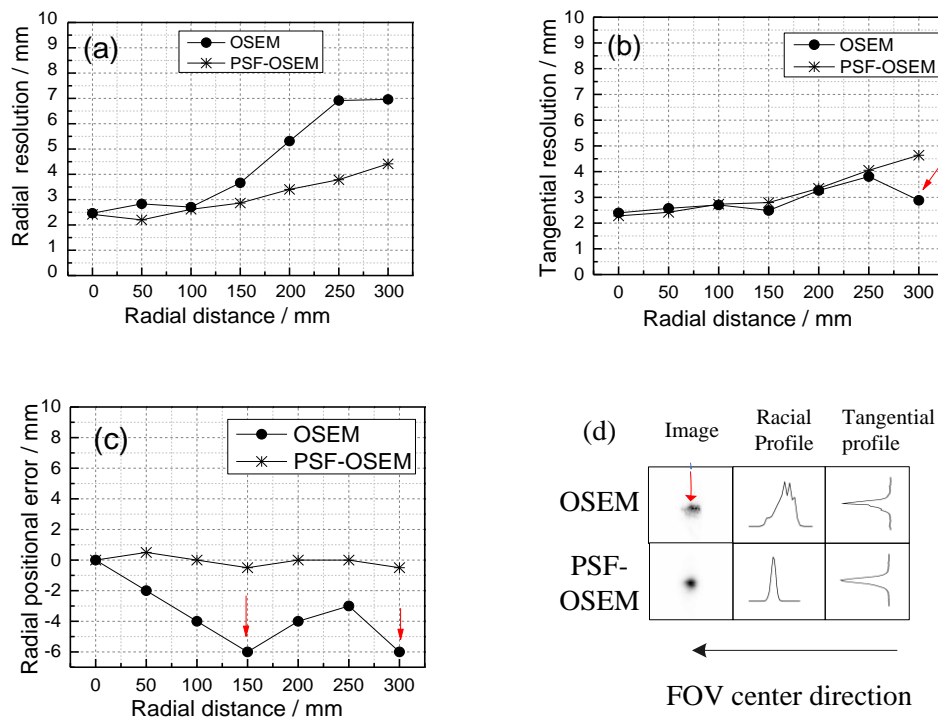 (a)
OSEM
PSF-OSEM
10
9
8
7
6
5
4
3
2
1
0
Radial resolution / mm
0 50 100 150 200 250 300
Radial distance / mm
(b)
OSEM
PSF-OSEM
10
9
8
7
6
5
4
3
2
1
0
Tangential resolution / mm
0 50 100 150 200 250 300
Radial distance / mm
(c)
OSEM
PSF-OSEM
10
8
6
4
2
0
-2
-4
-6
Radial positional error / mm
0 50 100 150 200 250 300
Radial distance / mm
(d)
Image
Racial
Profile
Tangential
profile
OSEM
PSF-
OSEM
FOV center direction